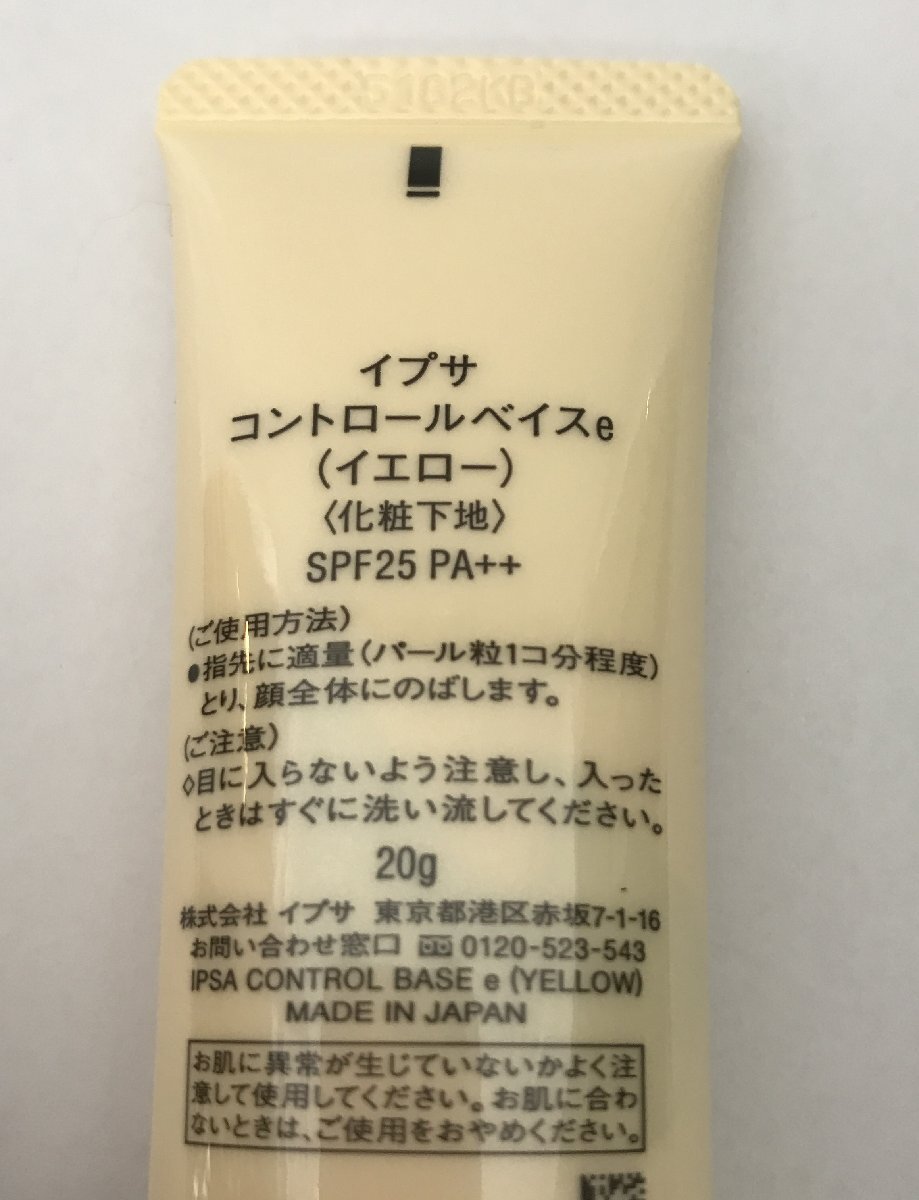 イプサ
コントロールベイスe
(イエロー)
〈化粧下地〉
SPF25 PA++
(ご使用方法)
●指先に適量(パール粒1コ分程度)
とり、顔全体にのばします。
(ご注意)
◊目に入らないよう注意し、入った
ときはすぐに洗い流してください。
20g
株式会社 イプサ 東京都港区赤坂7-1-16
お問い合わせ窓口 0120-523-543
IPSA CONTROL BASE e (YELLOW)
MADE IN JAPAN
お肌に異常が生じていないかよく注
意して使用してください。お肌に合わ
ないときは、ご使用をおやめください。